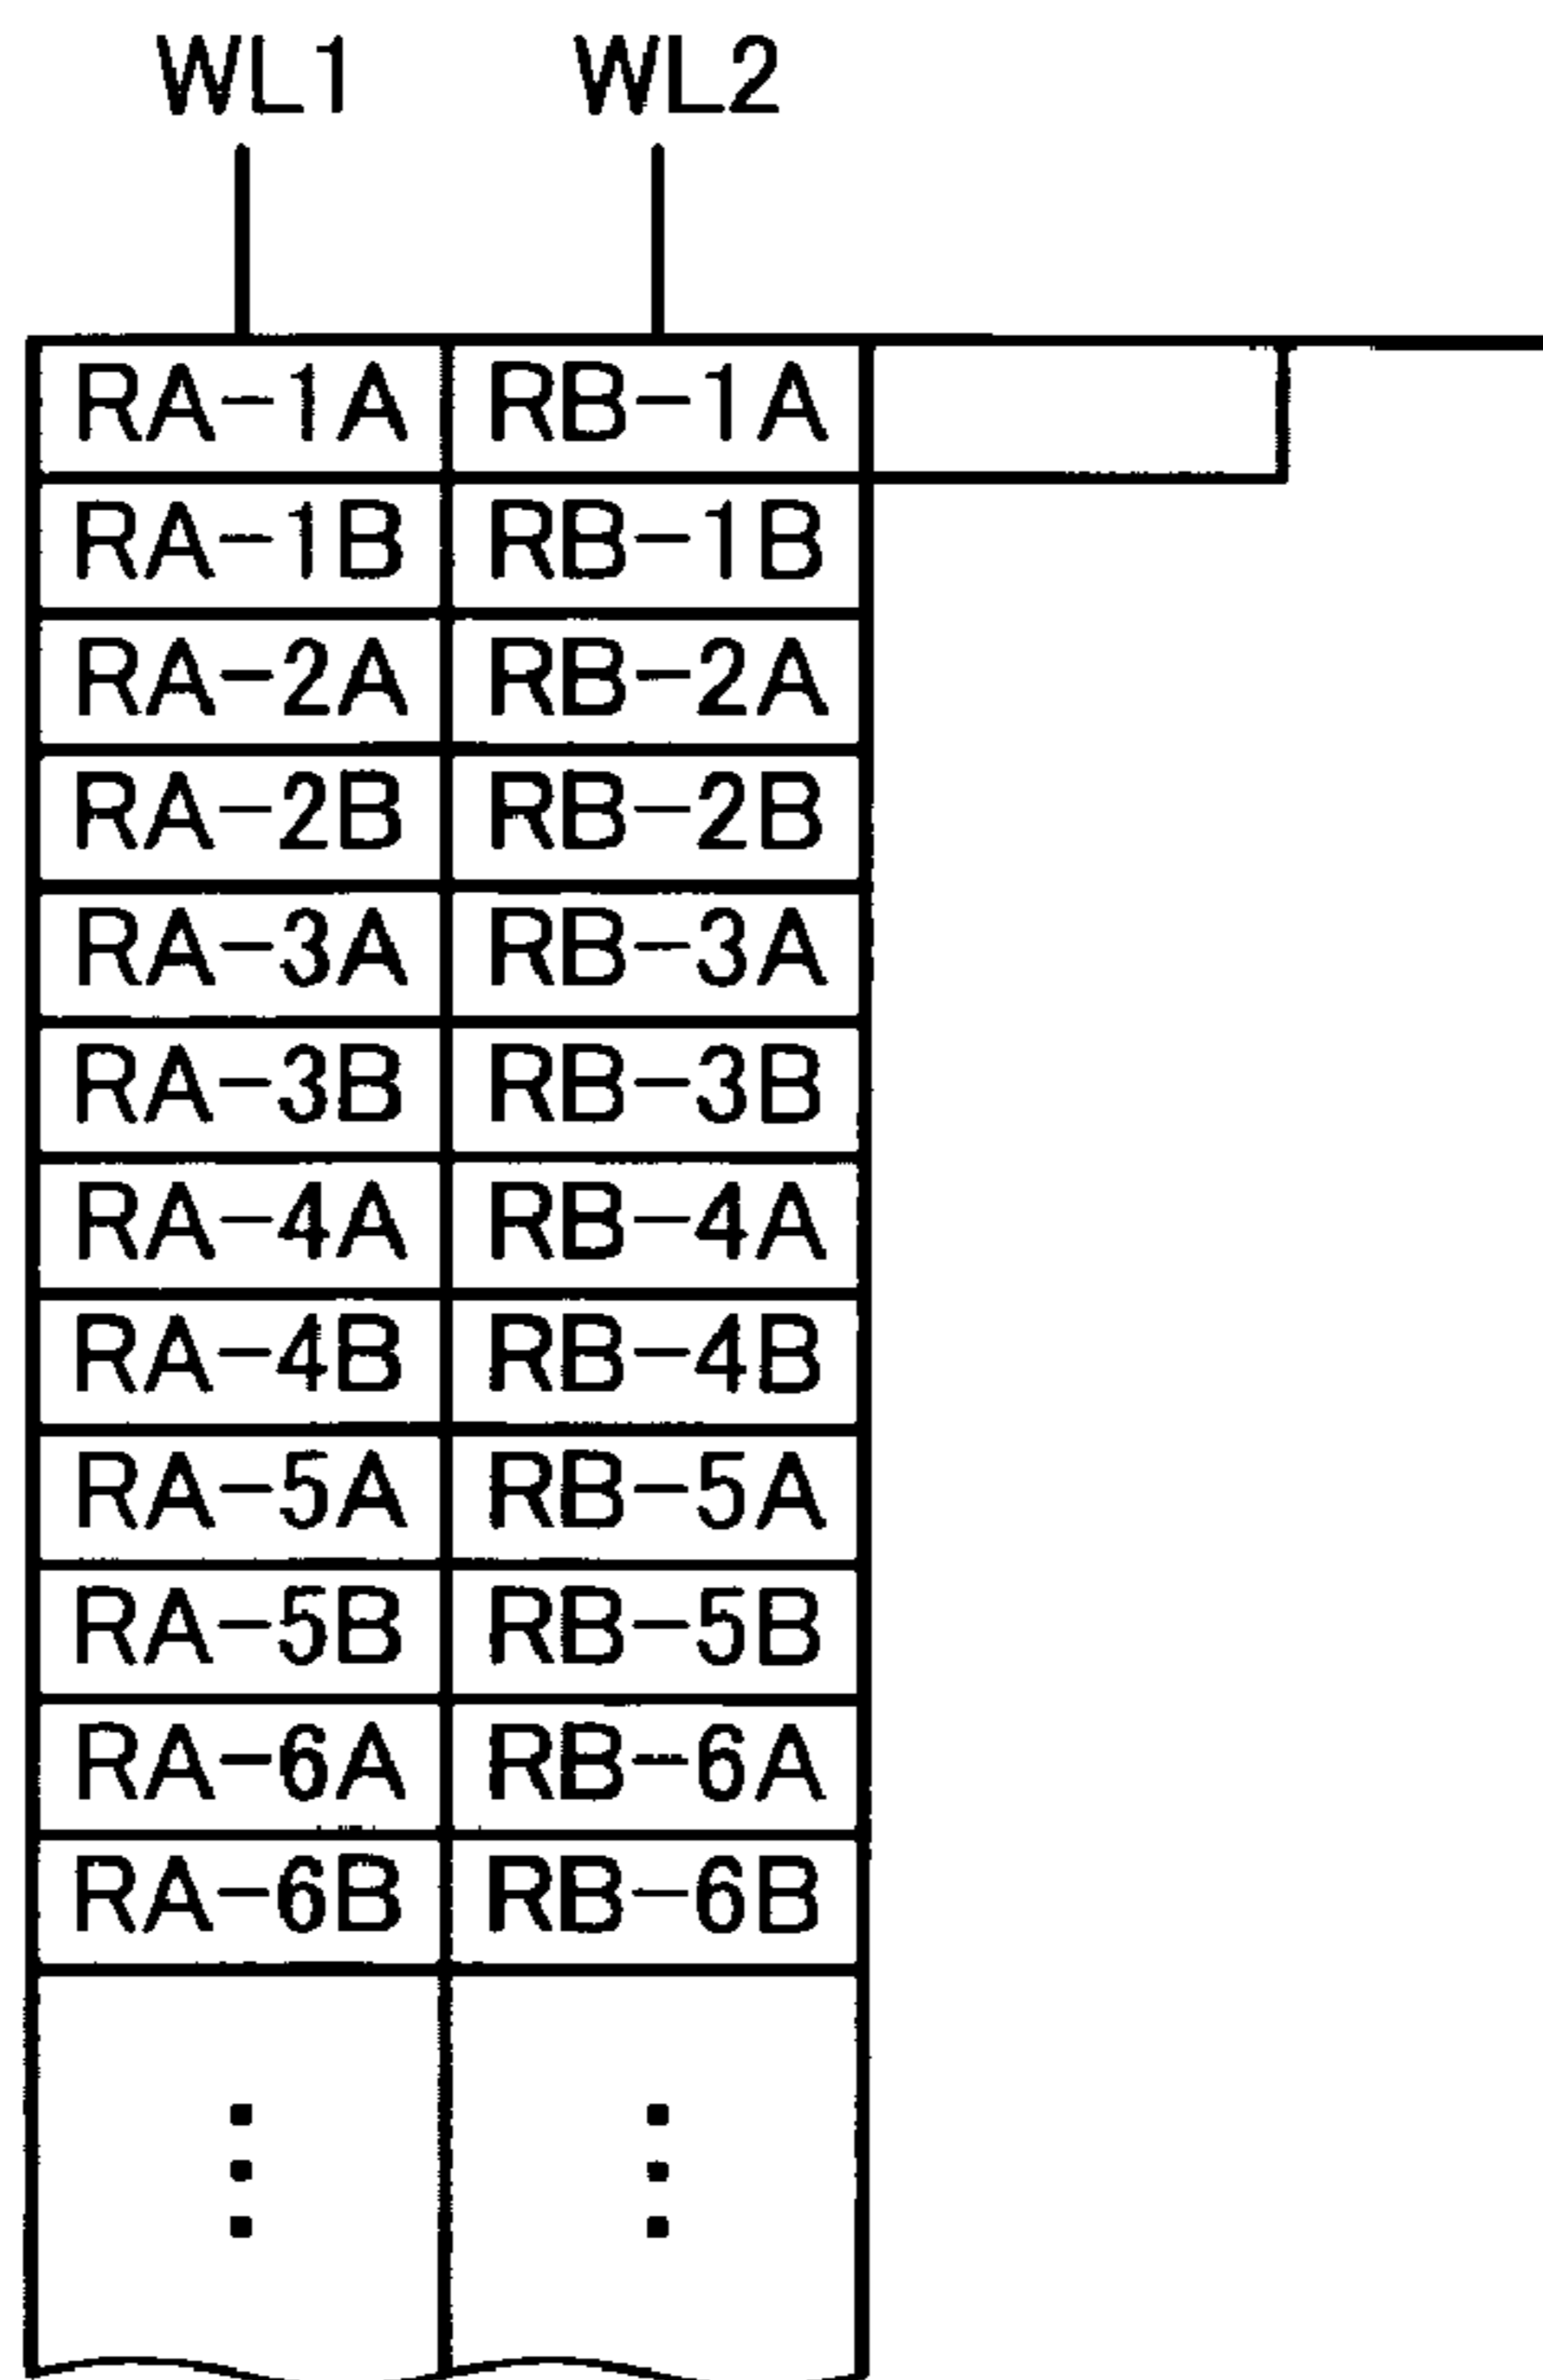 WL1 WL2
RA-1A RB-1A
RA-1B RB-1B
RA-2A RB-2A
RA-2B RB-2B
RA-3A RB-3A
RA-3B RB-3B
RA-4A RB-4A
RA-4B RB-4B
RA-5A RB-5A
RA-5B RB-5B
RA-6A RB-6A
RA-6B RB-6B